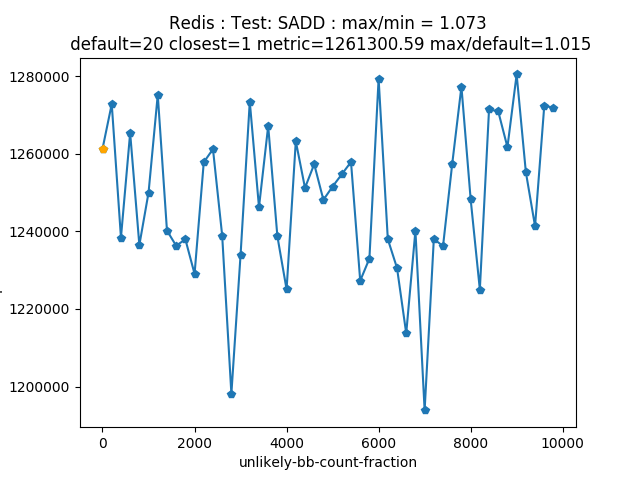 Redis : Test: SADD : max/min = 1.073
default=20 closest=1 metric=1261300.59 max/default=1.015
1280000
1260000
1240000
1220000
1200000
0 2000 4000 6000 8000 10000
unlikely-bb-count-fraction